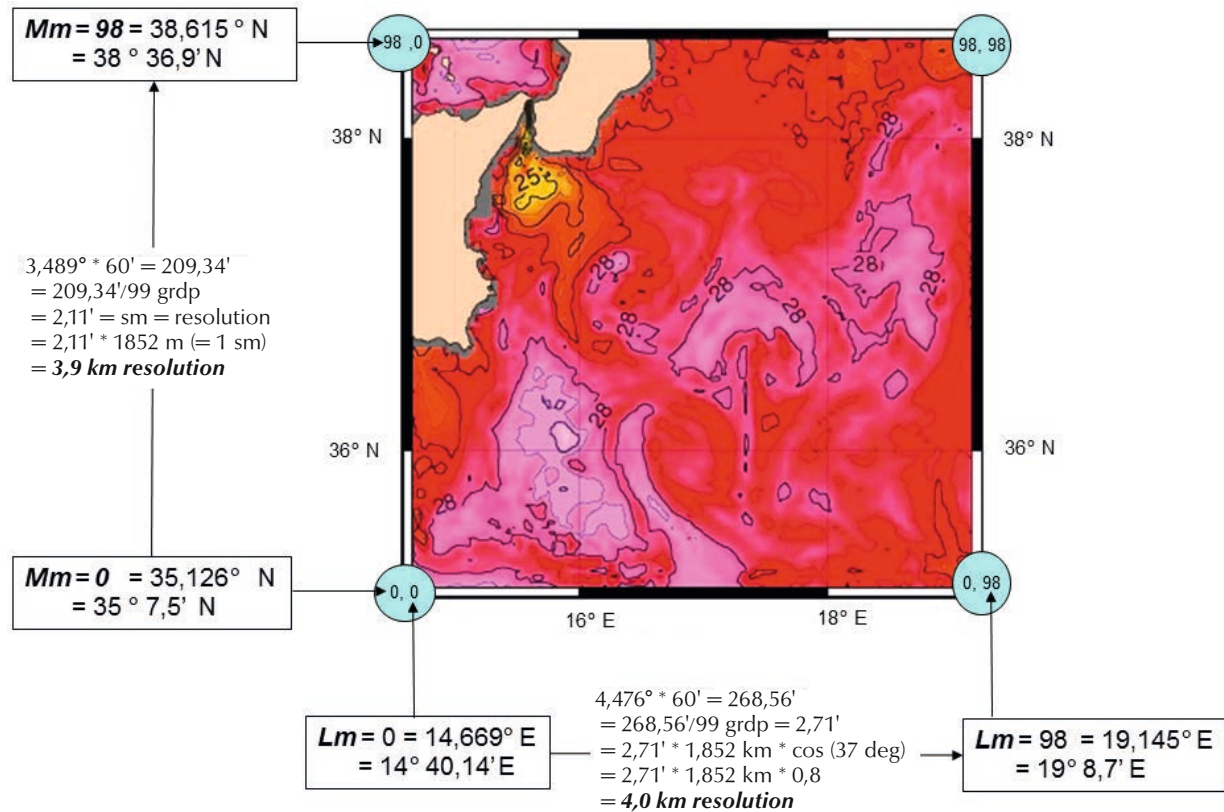 Mm = 98 = 38,615 ° N
= 38 ° 36,9' N
98 ,0
98, 98
38° N
38° N
27
28
25
3,489° * 60' = 209,34'
= 209,34'/99 grdp
= 2,11' = sm = resolution
= 2,11' * 1852 m (= 1 sm)
= 3,9 km resolution
28
28
28
28
28
28
36° N
36° N
28
28
Mm = 0 = 35,126° N
= 35 ° 7,5' N
0, 0
0, 98
16° E
18° E
4,476° * 60' = 268,56'
= 268,56'/99 grdp = 2,71'
= 2,71' * 1,852 km * cos (37 deg)
= 2,71' * 1,852 km * 0,8
= 4,0 km resolution
Lm = 0 = 14,669° E
= 14° 40,14' E
Lm = 98 = 19,145° E
= 19° 8,7' E